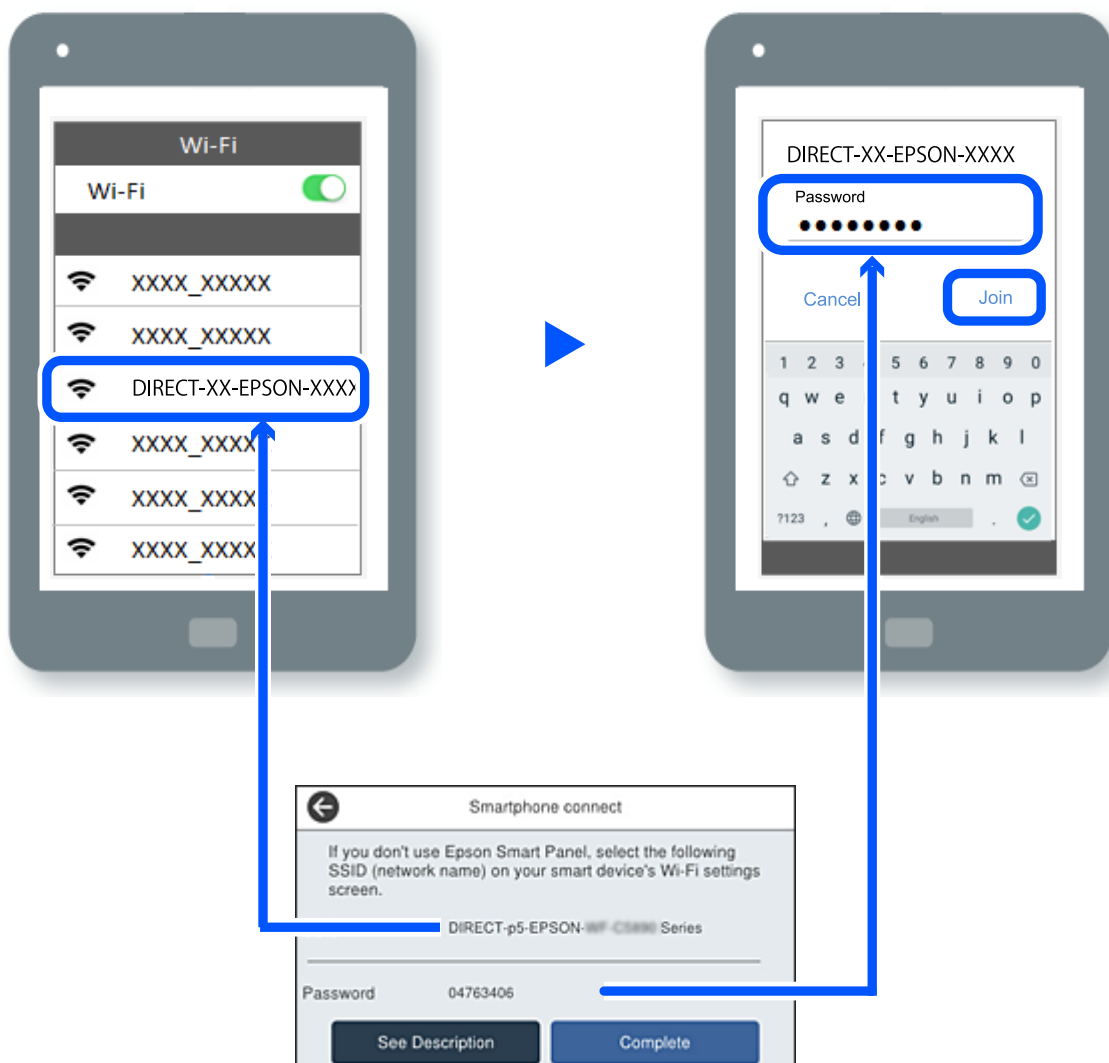 Wi-Fi
Wi-Fi
XXXX_XXXXX
XXXX_XXXXX
DIRECT-XX-EPSON-XXXX
XXXX_XXXX
XXXX_XXXX
XXXX_XXXX
DIRECT-XX-EPSON-XXXX
Password
●●●●●●●●
Cancel Join
1 2 3 5 6 7 8 9 0
q w e t y u i o p
a s d f g h j k l
z x c v b n m
?123 , English .
Smartphone connect
If you don't use Epson Smart Panel, select the following
SSID (network name) on your smart device's Wi-Fi settings
screen.
DIRECT-p5-EPSON- Series
Password 04763406
See Description Complete